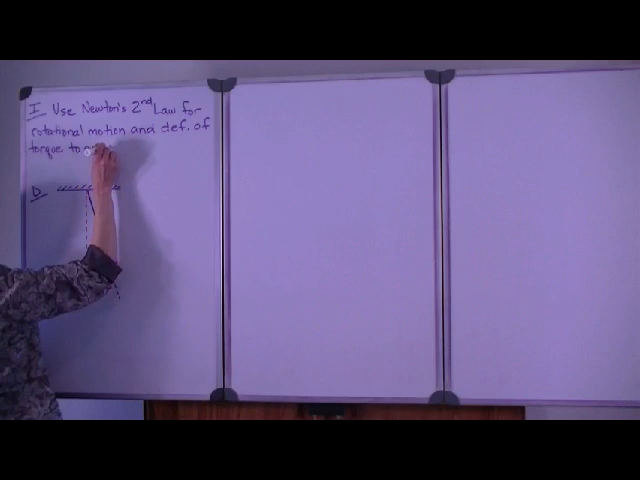 I Use Newton's 2nd Law for
rotational motion and def. of
torque to
D